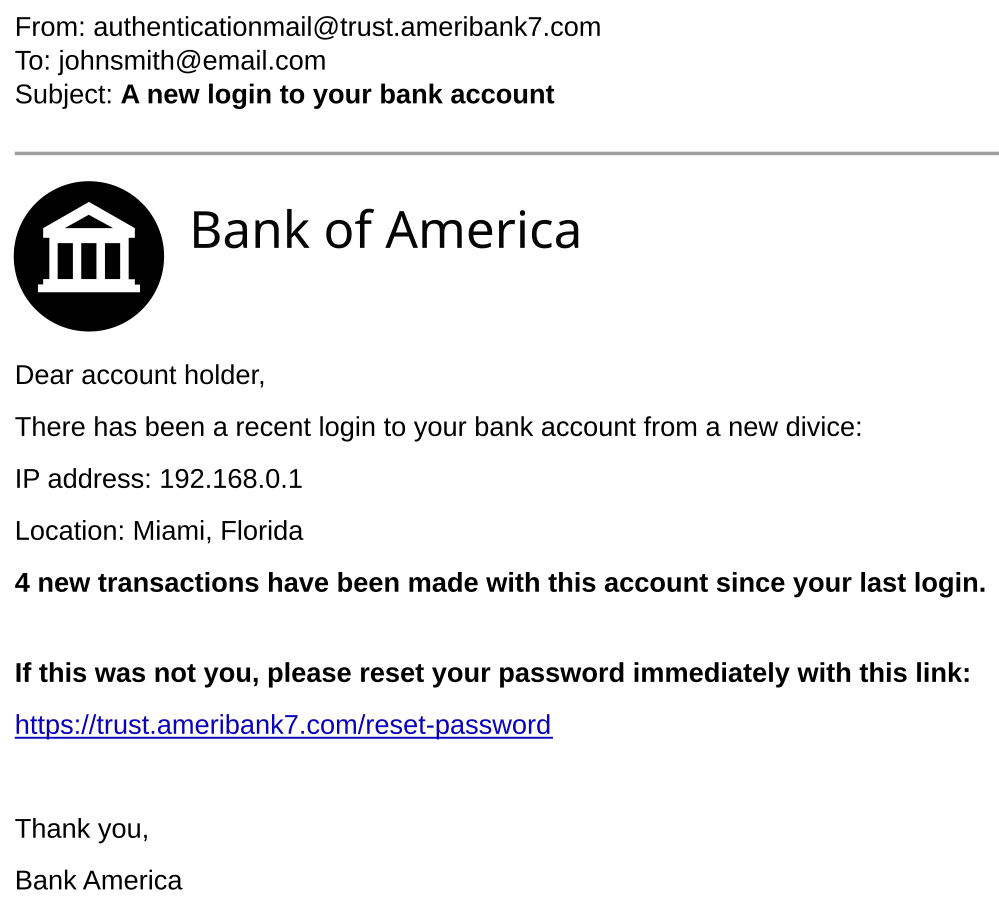 From: authenticationmail@trust.ameribank7.com
To: johnsmith@email.com
Subject: A new login to your bank account
Bank of America
Dear account holder,
There has been a recent login to your bank account from a new divice:
IP address: 192.168.0.1
Location: Miami, Florida
4 new transactions have been made with this account since your last login.
If this was not you, please reset your password immediately with this link:
https://trust.ameribank7.com/reset-password
Thank you,
Bank America